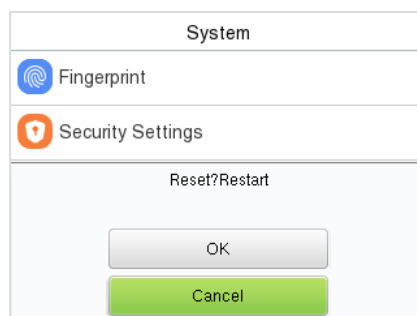 System
Fingerprint
Security Settings
Reset?Restart
OK
Cancel